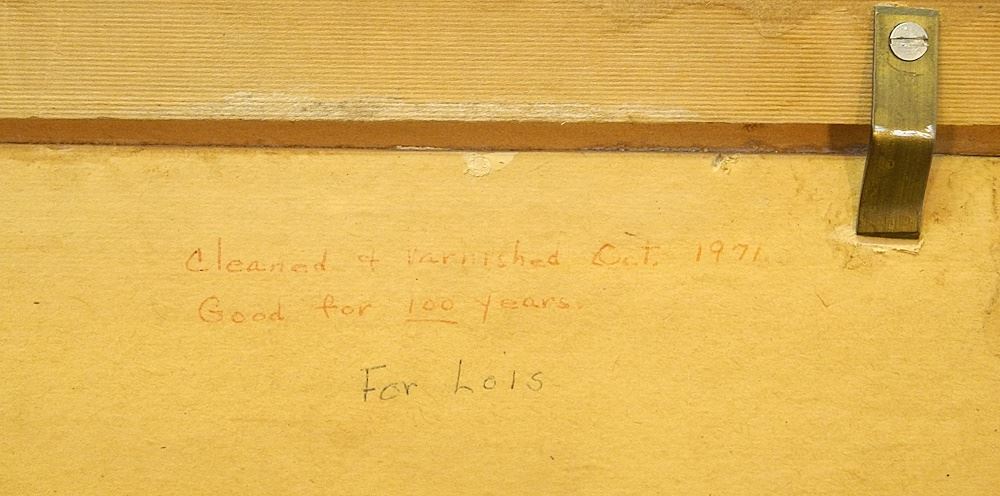 Cleaned & Varnished Oct. 1971.
Good for 100 years.
For Lois